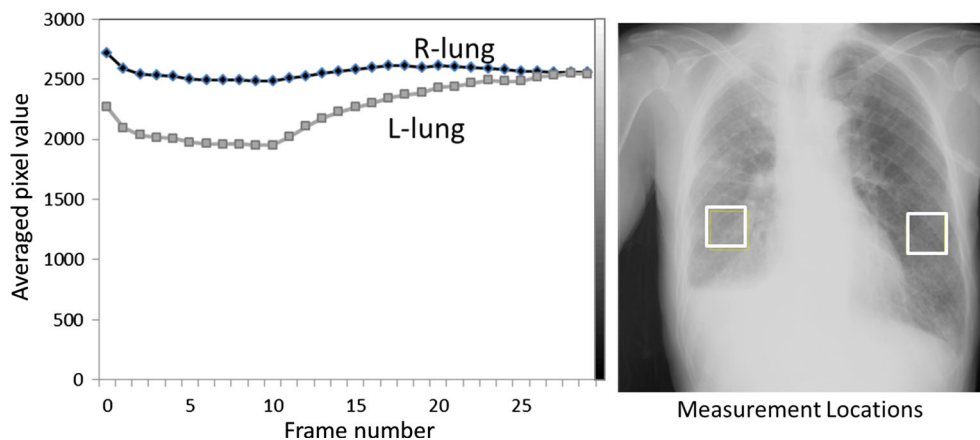 3000
2500
2000
1500
1000
500
0
Averaged pixel value
R-lung
L-lung
0 5 10 15 20 25
Frame number
Measurement Locations